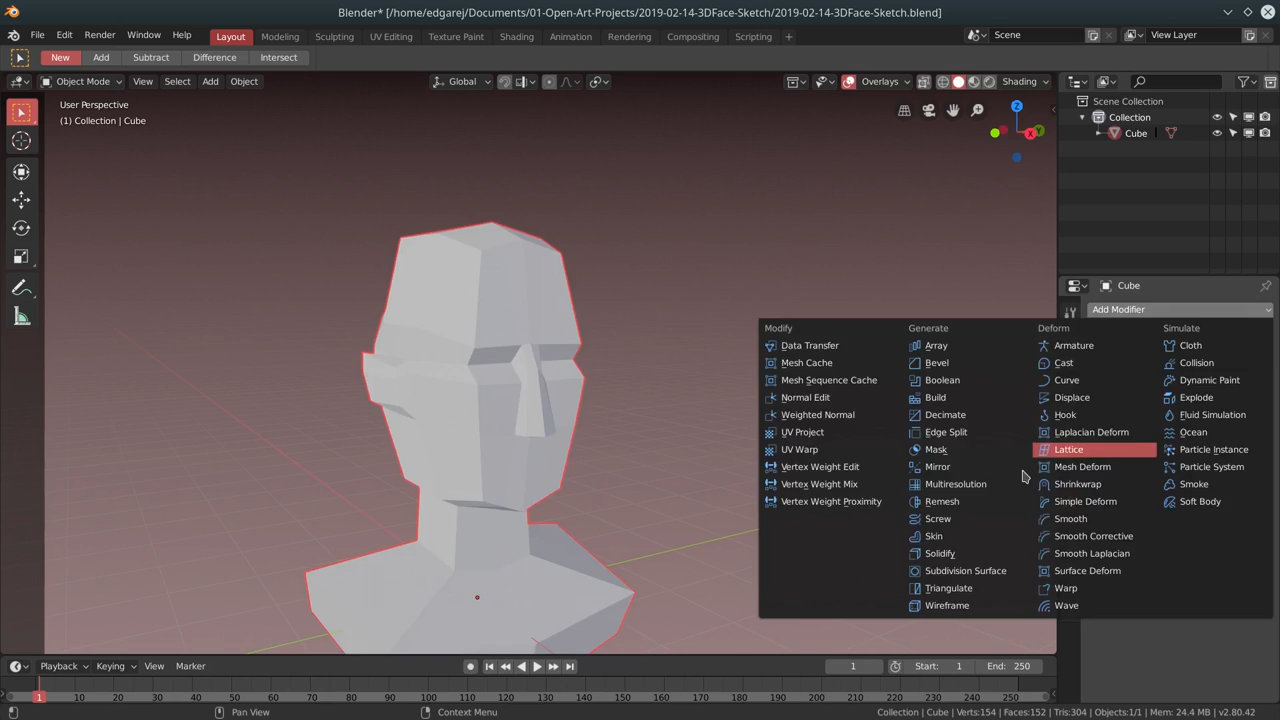 Blender* [/home/edgarej/Documents/01-Open-Art-Projects/2019-02-14-3DFace-Sketch/2019-02-14-3DFace-Sketch.blend]
File Edit Render Window Help Layout Modeling Sculpting UV Editing Texture Paint Shading Animation Rendering Compositing Scripting + Scene View Layer
New Add Subtract Difference Intersect
Object Mode View Select Add Object Global Overlays Shading
User Perspective
(1) Collection | Cube
Scene Collection
Collection
Cube
Cube
Add Modifier
Modify Generate Deform Simulate
Data Transfer Array Armature Cloth
Mesh Cache Bevel Cast Collision
Mesh Sequence Cache Boolean Curve Dynamic Paint
Normal Edit Build Displace Explode
Weighted Normal Decimate Hook Fluid Simulation
UV Project Edge Split Laplacian Deform Ocean
UV Warp Mask Lattice Particle Instance
Vertex Weight Edit Mirror Mesh Deform Particle System
Vertex Weight Mix Multiresolution Shrinkwrap Smoke
Vertex Weight Proximity Remesh Simple Deform Soft Body
Screw Smooth
Skin Smooth Corrective
Solidify Smooth Laplacian
Subdivision Surface Surface Deform
Triangulate Warp
Wireframe Wave
Z
X Y
Playback Keying View Marker 1 Start: 1 End: 250
1 10 20 30 40 50 60 70 80 90 100 110 120 130 140 150 160 170 180 190 200 210 220 230 240 250
Pan View Context Menu Collection | Cube | Verts:154 | Faces:152 | Tris:304 | Objects:1/1 | Mem: 24.4 MB | v2.80.42